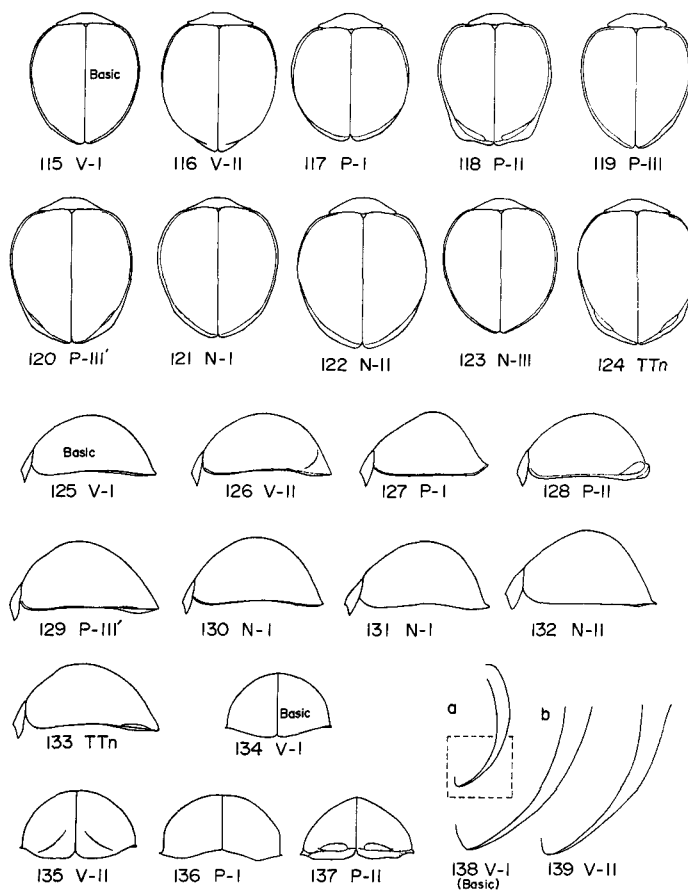 Basic
115 V-I 116 V-II 117 P-I 118 P-II 119 P-III
120 P-III' 121 N-I 122 N-II 123 N-III 124 TTn
Basic
125 V-I 126 V-II 127 P-I 128 P-II
129 P-III' 130 N-I 131 N-I 132 N-II
a b
Basic
133 TTn 134 V-I
138 V-I 139 V-II
(Basic)
135 V-II 136 P-I 137 P-II